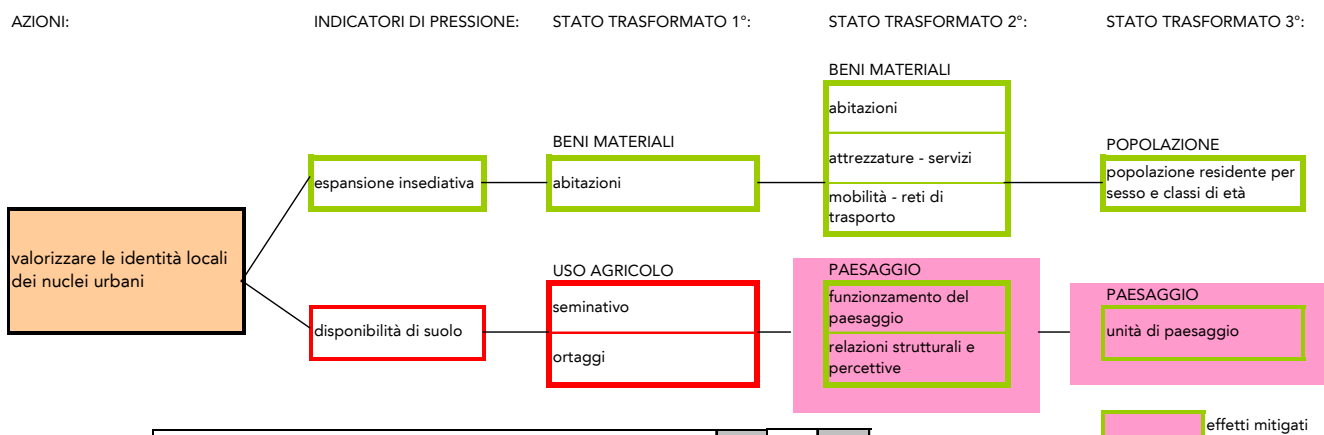 AZIONI:
INDICATORI DI PRESSIONE:
STATO TRASFORMATO 1°:
STATO TRASFORMATO 2°:
STATO TRASFORMATO 3°:
BENI MATERIALI
abitazioni
attrezzature - servizi
mobilità - reti di
trasporto
BENI MATERIALI
abitazioni
POPOLAZIONE
popolazione residente per
sesso e classi di età
espansione insediativa
valorizzare le identità locali
dei nuclei urbani
USO AGRICOLO
seminativo
ortaggi
PAESAGGIO
funzionzamento del
paesaggio
relazioni strutturali e
percettive
PAESAGGIO
unità di paesaggio
disponibilità di suolo
effetti mitigati